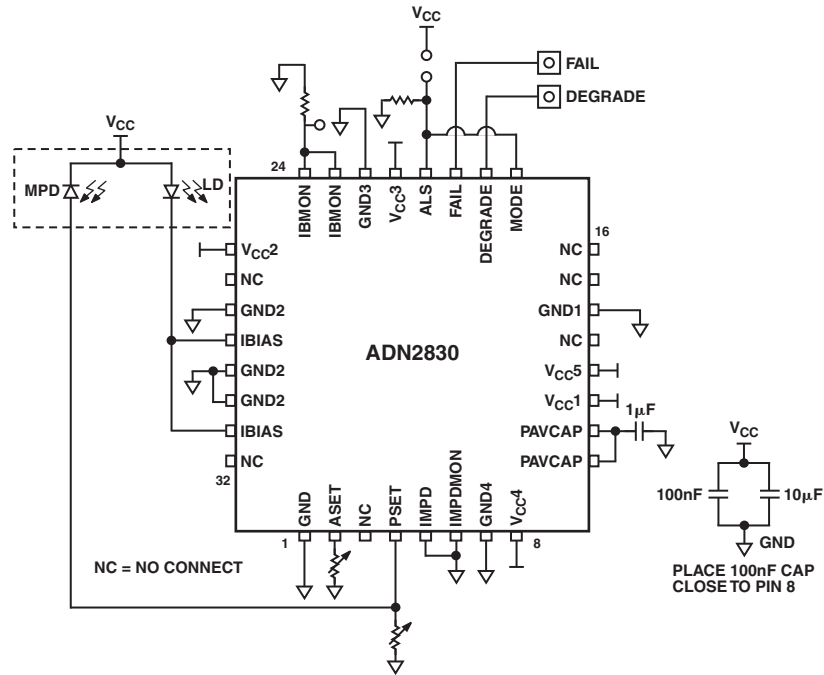 VCC
FAIL
DEGRADE
VCC
MPD
LD
24
IBMON
IBMON
GND3
VCC3
ALS
FAIL
DEGRADE
MODE
16
VCC2
NC
GND2
IBIAS
GND2
GND2
IBIAS
NC
32
ADN2830
NC
NC
GND1
NC
VCC5
VCC1
PAVCAP
PAVCAP
1µF
1
GND
ASET
NC
PSET
IMPD
IMPDMON
GND4
VCC4
8
NC = NO CONNECT
VCC
100nF
10µF
GND
PLACE 100nF CAP
CLOSE TO PIN 8